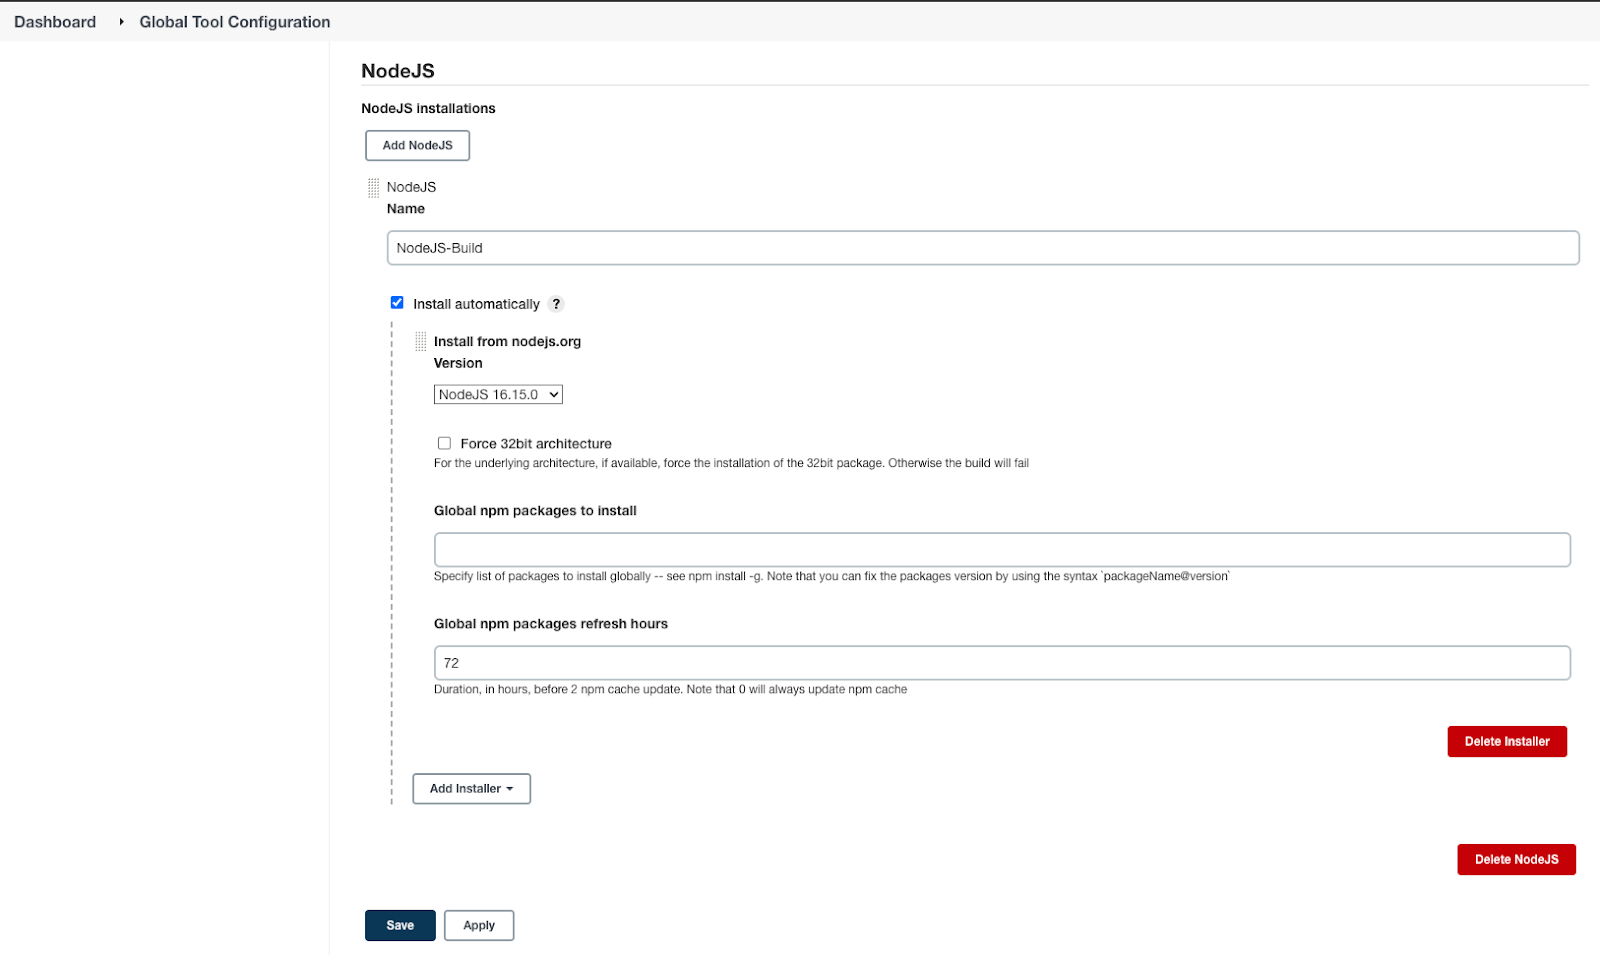 Dashboard
Global Tool Configuration
NodeJS
NodeJS installations
Add NodeJS
NodeJS
Name
NodeJS-Build
Install automatically ?
Install from nodejs.org
Version
NodeJS 16.15.0
Force 32bit architecture
For the underlying architecture, if available, force the installation of the 32bit package. Otherwise the build will fail
Global npm packages to install
Specify list of packages to install globally -- see npm install -g. Note that you can fix the packages version by using the syntax `packageName@version`
Global npm packages refresh hours
72
Duration, in hours, before 2 npm cache update. Note that 0 will always update npm cache
Delete Installer
Add Installer
Delete NodeJS
Save
Apply